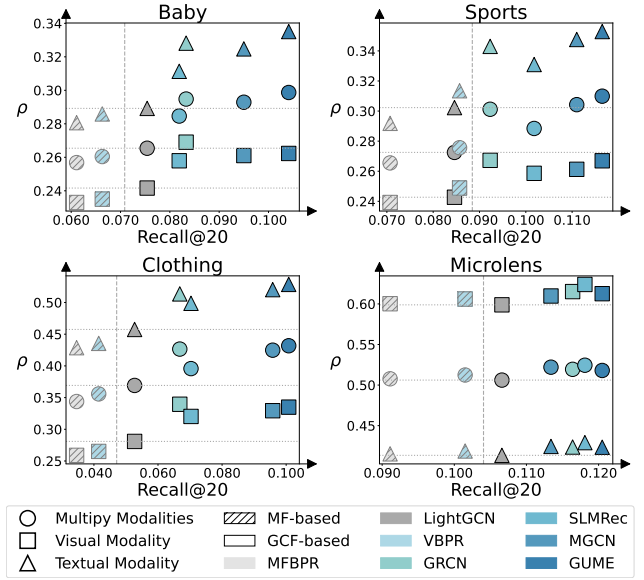 Baby
0.34
0.32
0.30
0.28
0.26
0.24
ρ
0.060 0.070 0.080 0.090 0.100
Recall@20
Sports
0.34
0.32
0.30
0.28
0.26
0.24
ρ
0.070 0.080 0.090 0.100 0.110
Recall@20
Clothing
0.50
0.45
0.40
0.35
0.30
0.25
ρ
0.040 0.060 0.080 0.100
Recall@20
Microlens
0.60
0.55
0.50
0.45
ρ
0.090 0.100 0.110 0.120
Recall@20
Multipy Modalities MF-based LightGCN SLMRec
Visual Modality GCF-based VBPR MGCN
Textual Modality MFBPR GRCN GUME